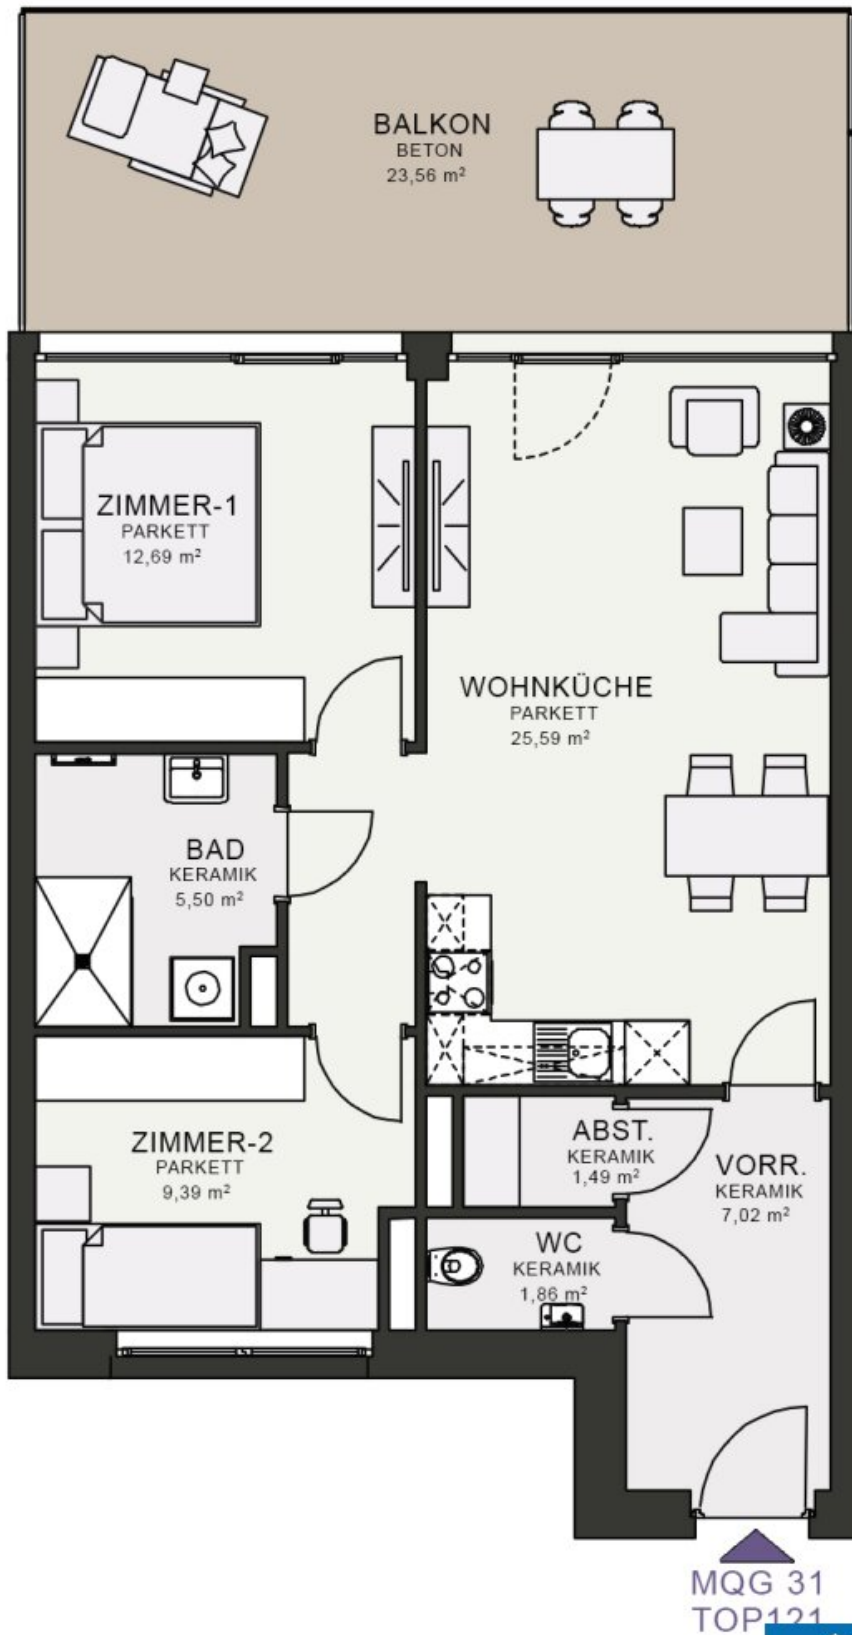 BALKON
BETON
23,56 m²
ZIMMER-1
PARKETT
12,69 m²
WOHNKÜCHE
PARKETT
25,59 m²
BAD
KERAMIK
5,50 m²
ZIMMER-2
PARKETT
9,39 m²
ABST.
KERAMIK
1,49 m²
VORR.
KERAMIK
7,02 m²
WC
KERAMIK
1,86 m²
MQG 31
TOP121